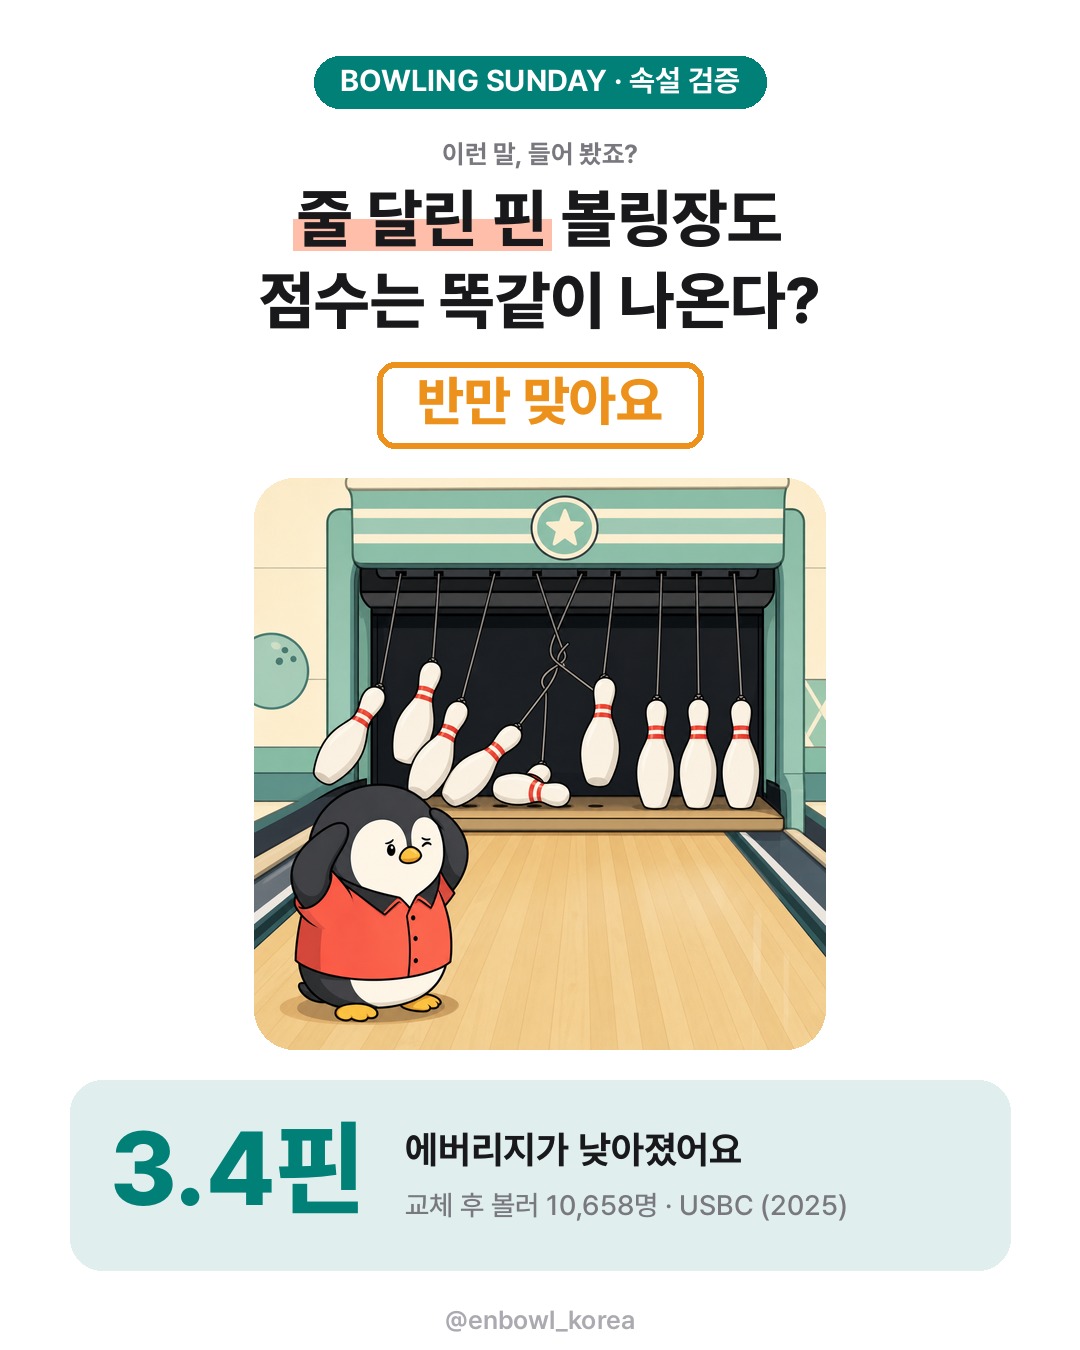 BOWLING SUNDAY · 속설 검증
이런 말, 들어 봤죠?
줄 달린 핀 볼링장도
점수는 똑같이 나온다?
반만 맞아요
3.4핀
에버리지가 낮아졌어요
교체 후 볼러 10,658명 · USBC (2025)
@enbowl_korea